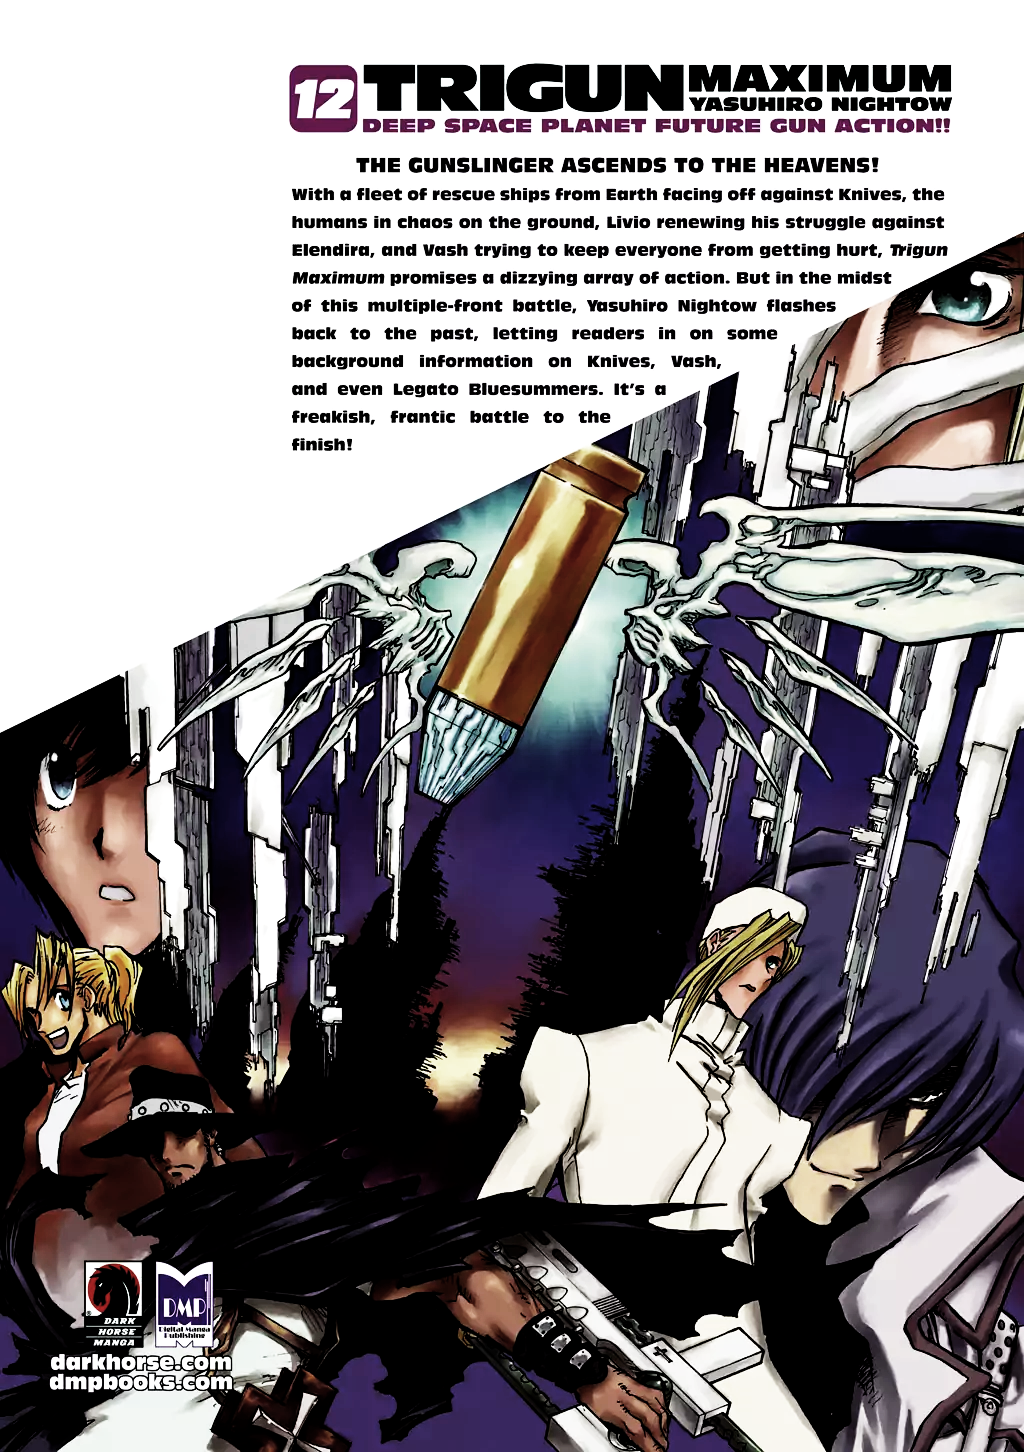 12 TRIGUN MAXIMUM
YASUHIRO NIGHTOW
DEEP SPACE PLANET FUTURE GUN ACTION!!
THE GUNSLINGER ASCENDS TO THE HEAVENS!
With a fleet of rescue ships from Earth facing off against Knives, the
humans in chaos on the ground, Livio renewing his struggle against
Elendira, and Vash trying to keep everyone from getting hurt, Trigun
Maximum promises a dizzying array of action. But in the midst
of this multiple-front battle, Yasuhiro Nightow flashes
back to the past, letting readers in on some
background information on Knives, Vash,
and even Legato Bluesummers. It's a
freakish, frantic battle to the
finish!
DARK
HORSE
MANGA
DMP
Digital Manga
Publishing
darkhorse.com
dmpbooks.com